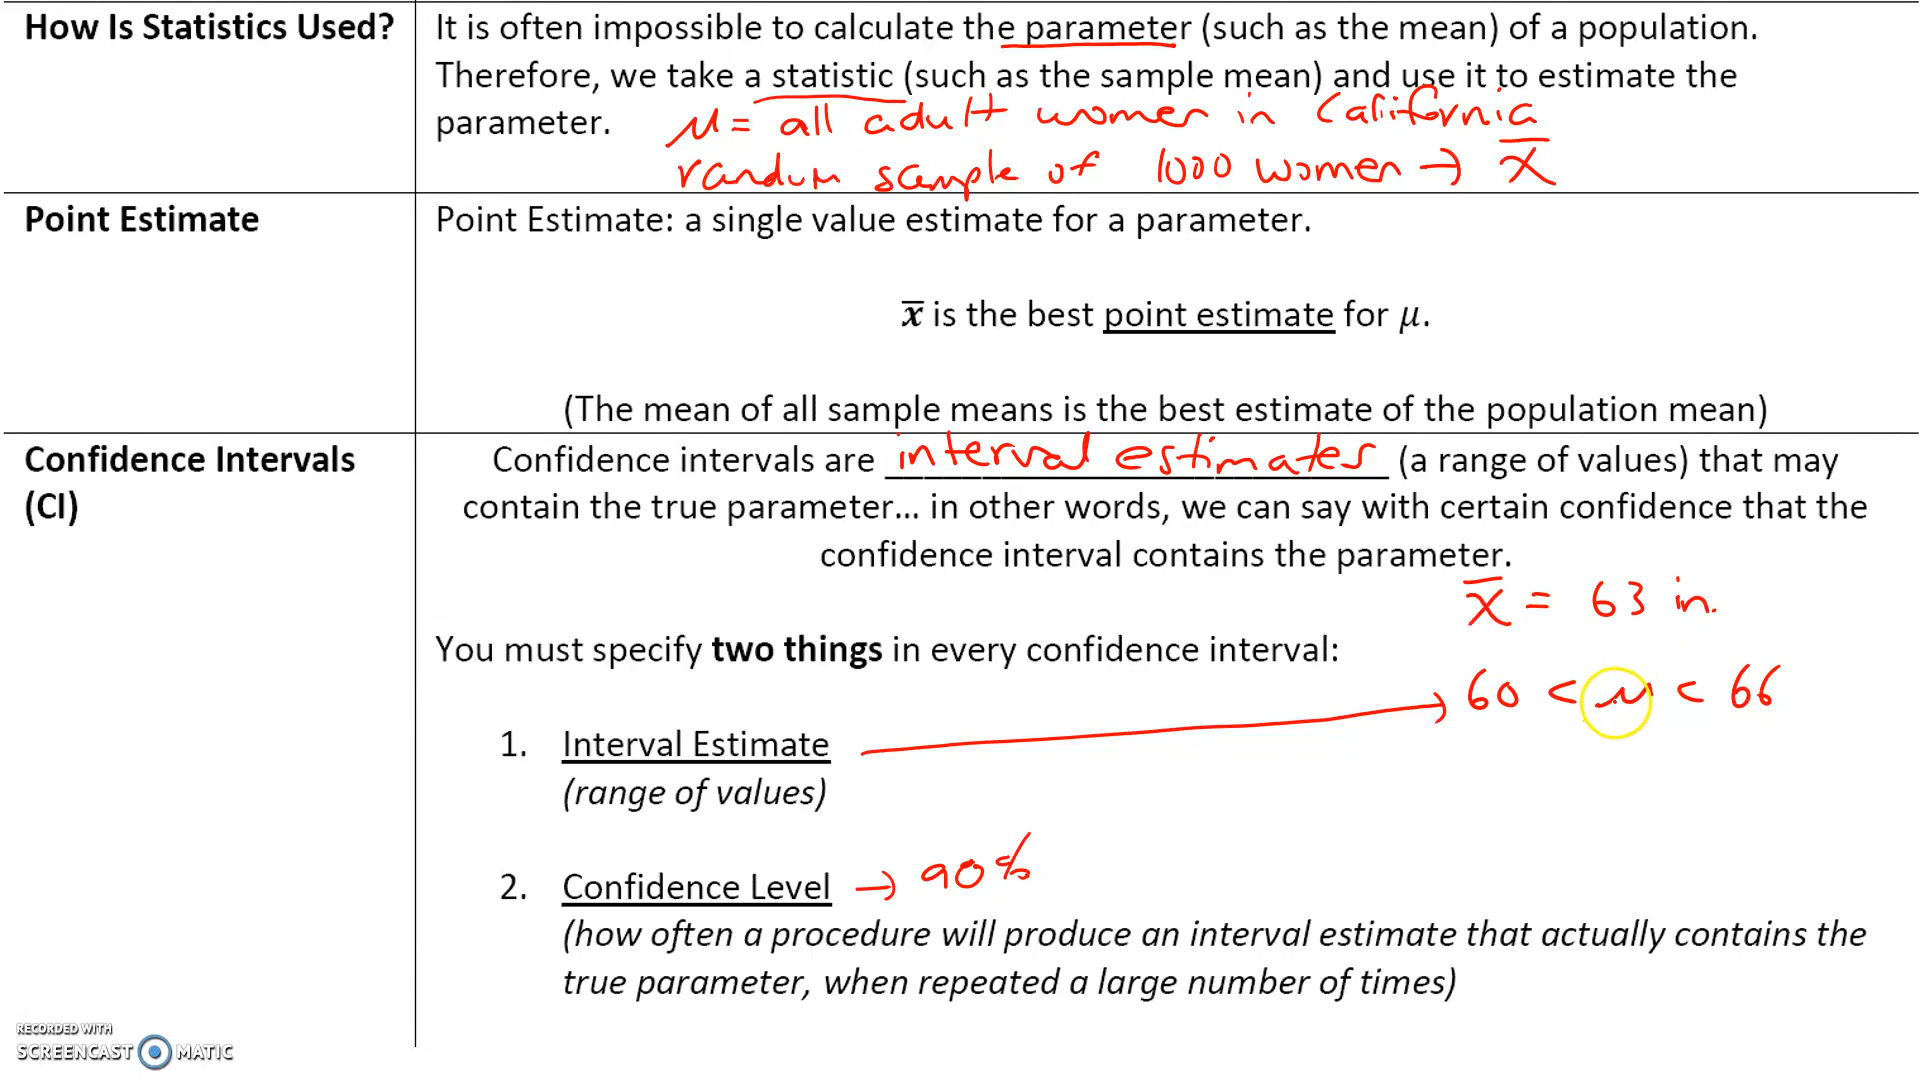 How Is Statistics Used?
It is often impossible to calculate the parameter (such as the mean) of a population.
Therefore, we take a statistic (such as the sample mean) and use it to estimate the
parameter.
μ = all adult women in California
random sample of 1000 women → x̄
Point Estimate
Point Estimate: a single value estimate for a parameter.
x̄ is the best point estimate for μ.
(The mean of all sample means is the best estimate of the population mean)
Confidence Intervals
(CI)
Confidence intervals are interval estimates (a range of values) that may
contain the true parameter... in other words, we can say with certain confidence that the
confidence interval contains the parameter.
x̄ = 63 in.
You must specify two things in every confidence interval:
→ 60 < μ < 66
1. Interval Estimate
(range of values)
2. Confidence Level → 90%
(how often a procedure will produce an interval estimate that actually contains the
true parameter, when repeated a large number of times)
RECORDED WITH
SCREENCAST MATIC